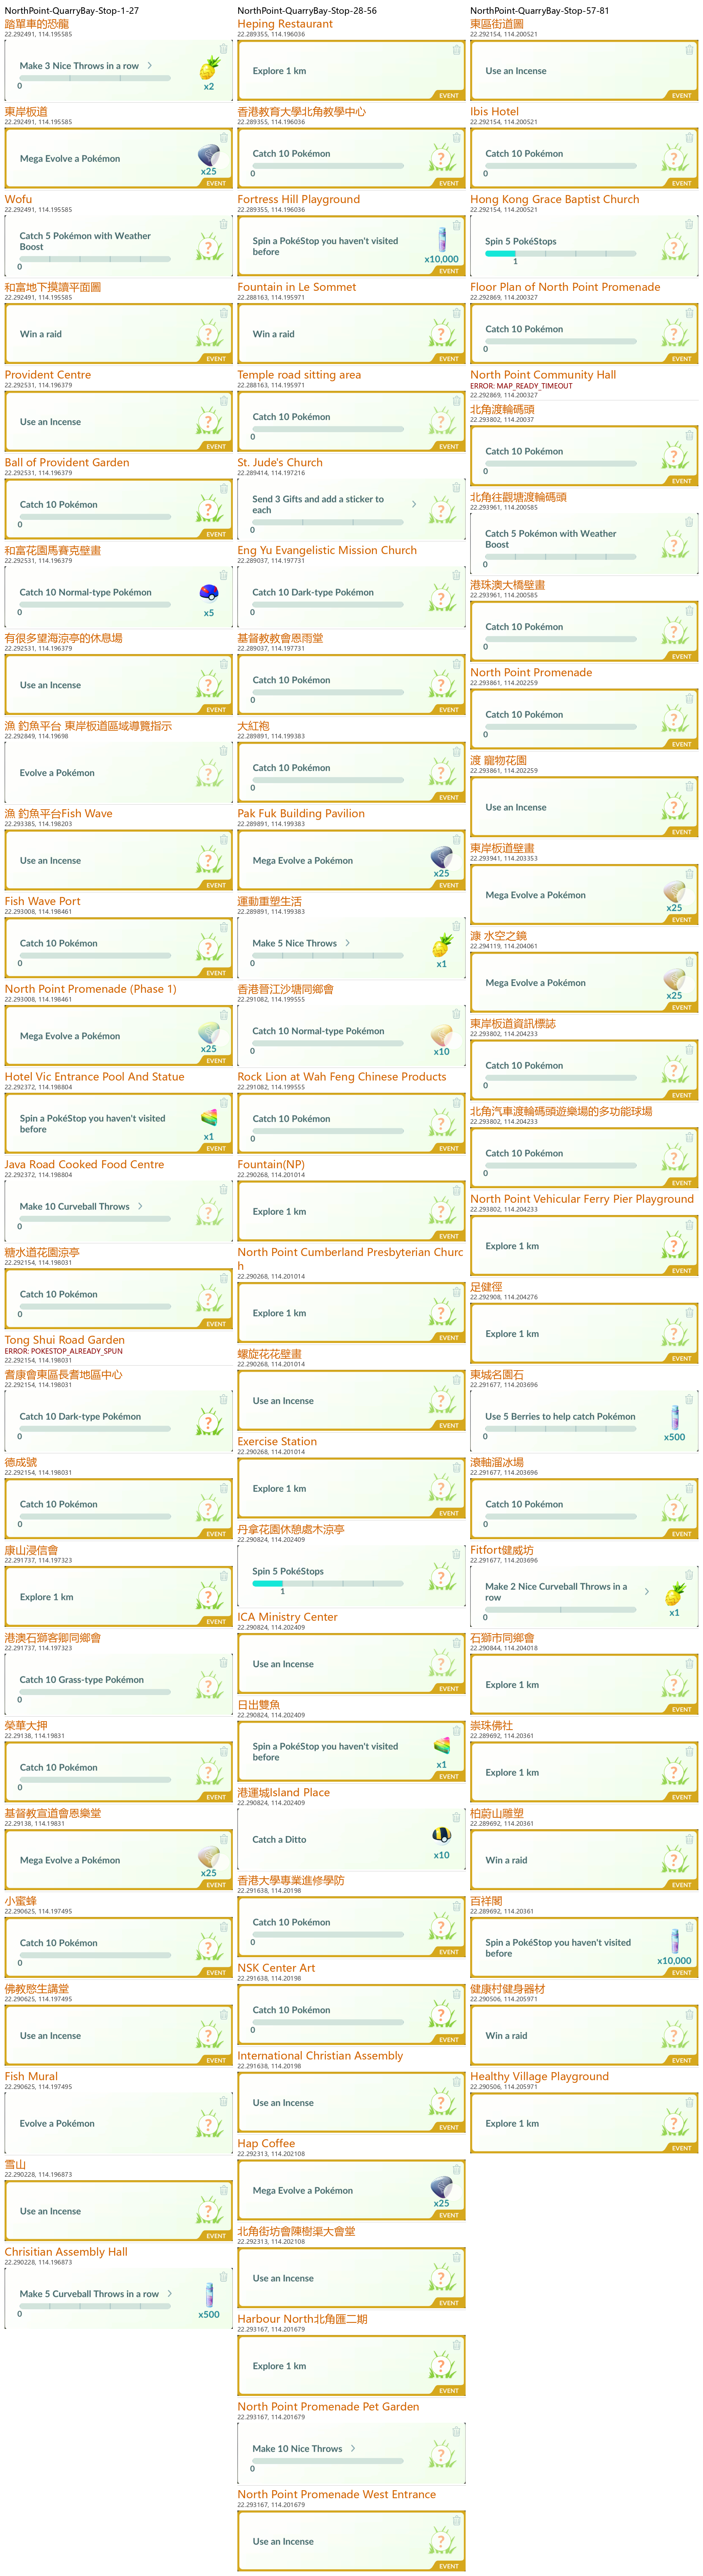 NorthPoint-QuarryBay-Stop-1-27
踏單車的恐龍
22.292491, 114.195585
Make 3 Nice Throws in a row
0
x2
東岸板道
22.292491, 114.195585
Mega Evolve a Pokémon
x25
EVENT
Wofu
22.292491, 114.195585
Catch 5 Pokémon with Weather
Boost
0
和富地下摸讀平面圖
22.292491, 114.195585
Win a raid
EVENT
Provident Centre
22.292531, 114.196379
Use an Incense
EVENT
Ball of Provident Garden
22.292531, 114.196379
Catch 10 Pokémon
0
EVENT
和富花園馬賽克壁畫
22.292531, 114.196379
Catch 10 Normal-type Pokémon
0
x5
有很多望海涼亭的休息場
22.292531, 114.196379
Use an Incense
EVENT
漁 釣魚平台 東岸板道區域導覽指示
22.292849, 114.19698
Evolve a Pokémon
漁 釣魚平台Fish Wave
22.293385, 114.198203
Use an Incense
EVENT
Fish Wave Port
22.293008, 114.198461
Catch 10 Pokémon
0
EVENT
North Point Promenade (Phase 1)
22.293008, 114.198461
Mega Evolve a Pokémon
x25
EVENT
Hotel Vic Entrance Pool And Statue
22.292372, 114.198804
Spin a PokéStop you haven't visited
before
x1
EVENT
Java Road Cooked Food Centre
22.292372, 114.198804
Make 10 Curveball Throws
0
糖水道花園涼亭
22.292154, 114.198031
Catch 10 Pokémon
0
EVENT
Tong Shui Road Garden
ERROR: POKESTOP_ALREADY_SPUN
22.292154, 114.198031
耆康會東區長耆地區中心
22.292154, 114.198031
Catch 10 Dark-type Pokémon
0
德成號
22.292154, 114.198031
Catch 10 Pokémon
0
EVENT
康山浸信會
22.291737, 114.197323
Explore 1 km
EVENT
港澳石獅客卿同鄉會
22.291737, 114.197323
Catch 10 Grass-type Pokémon
0
榮華大押
22.29138, 114.19831
Catch 10 Pokémon
0
EVENT
基督教宣道會恩樂堂
22.29138, 114.19831
Mega Evolve a Pokémon
x25
EVENT
小蜜蜂
22.290625, 114.197495
Catch 10 Pokémon
0
EVENT
佛教愍生講堂
22.290625, 114.197495
Use an Incense
EVENT
Fish Mural
22.290625, 114.197495
Evolve a Pokémon
雪山
22.290228, 114.196873
Use an Incense
EVENT
Chrisitian Assembly Hall
22.290228, 114.196873
Make 5 Curveball Throws in a row
0
x500
NorthPoint-QuarryBay-Stop-28-56
Heping Restaurant
22.289355, 114.196036
Explore 1 km
EVENT
香港教育大學北角教學中心
22.289355, 114.196036
Catch 10 Pokémon
0
EVENT
Fortress Hill Playground
22.289355, 114.196036
Spin a PokéStop you haven't visited
before
x10,000
EVENT
Fountain in Le Sommet
22.288163, 114.195971
Win a raid
EVENT
Temple road sitting area
22.288163, 114.195971
Catch 10 Pokémon
0
EVENT
St. Jude's Church
22.289414, 114.197216
Send 3 Gifts and add a sticker to
each
0
Eng Yu Evangelistic Mission Church
22.289037, 114.197731
Catch 10 Dark-type Pokémon
0
基督教教會恩雨堂
22.289037, 114.197731
Catch 10 Pokémon
0
EVENT
大紅袍
22.289891, 114.199383
Catch 10 Pokémon
0
EVENT
Pak Fuk Building Pavilion
22.289891, 114.199383
Mega Evolve a Pokémon
x25
EVENT
運動重塑生活
22.289891, 114.199383
Make 5 Nice Throws
0
x1
香港晉江沙塘同鄉會
22.291082, 114.199555
Catch 10 Normal-type Pokémon
0
x10
Rock Lion at Wah Feng Chinese Products
22.291082, 114.199555
Catch 10 Pokémon
0
EVENT
Fountain(NP)
22.290268, 114.201014
Explore 1 km
EVENT
North Point Cumberland Presbyterian Churc
h
22.290268, 114.201014
Explore 1 km
EVENT
螺旋花花壁畫
22.290268, 114.201014
Use an Incense
EVENT
Exercise Station
22.290268, 114.201014
Explore 1 km
EVENT
丹拿花園休憩處木涼亭
22.290824, 114.202409
Spin 5 PokéStops
1
ICA Ministry Center
22.290824, 114.202409
Use an Incense
EVENT
日出雙魚
22.290824, 114.202409
Spin a PokéStop you haven't visited
before
x1
EVENT
港運城Island Place
22.290824, 114.202409
Catch a Ditto
x10
香港大學專業進修學防
22.291638, 114.20198
Catch 10 Pokémon
0
EVENT
NSK Center Art
22.291638, 114.20198
Catch 10 Pokémon
0
EVENT
International Christian Assembly
22.291638, 114.20198
Use an Incense
EVENT
Hap Coffee
22.292313, 114.202108
Mega Evolve a Pokémon
x25
EVENT
北角街坊會陳樹渠大會堂
22.292313, 114.202108
Use an Incense
EVENT
Harbour North北角匯二期
22.293167, 114.201679
Explore 1 km
EVENT
North Point Promenade Pet Garden
22.293167, 114.201679
Make 10 Nice Throws
0
North Point Promenade West Entrance
22.293167, 114.201679
Use an Incense
EVENT
NorthPoint-QuarryBay-Stop-57-81
東區街道圖
22.292154, 114.200521
Use an Incense
EVENT
Ibis Hotel
22.292154, 114.200521
Catch 10 Pokémon
0
EVENT
Hong Kong Grace Baptist Church
22.292154, 114.200521
Spin 5 PokéStops
1
Floor Plan of North Point Promenade
22.292869, 114.200327
Catch 10 Pokémon
0
EVENT
North Point Community Hall
ERROR: MAP_READY_TIMEOUT
22.292869, 114.200327
北角渡輪碼頭
22.293802, 114.20037
Catch 10 Pokémon
0
EVENT
北角往觀塘渡輪碼頭
22.293961, 114.200585
Catch 5 Pokémon with Weather
Boost
0
港珠澳大橋壁畫
22.293961, 114.200585
Catch 10 Pokémon
0
EVENT
North Point Promenade
22.293861, 114.202259
Catch 10 Pokémon
0
EVENT
渡 寵物花園
22.293861, 114.202259
Use an Incense
EVENT
東岸板道壁畫
22.293941, 114.203353
Mega Evolve a Pokémon
x25
EVENT
水空之鏡
22.294119, 114.204061
Mega Evolve a Pokémon
x25
EVENT
東岸板道資訊標誌
22.293802, 114.204233
Catch 10 Pokémon
0
EVENT
北角汽車渡輪碼頭遊樂場的多功能球場
22.293802, 114.204233
Catch 10 Pokémon
0
EVENT
North Point Vehicular Ferry Pier Playground
22.293802, 114.204233
Explore 1 km
EVENT
足健徑
22.292908, 114.204276
Explore 1 km
EVENT
東城名園石
22.291677, 114.203696
Use 5 Berries to help catch Pokémon
0
x500
滾軸溜冰場
22.291677, 114.203696
Catch 10 Pokémon
0
EVENT
Fitfort健威坊
22.291677, 114.203696
Make 2 Nice Curveball Throws in a
row
0
x1
石獅市同鄉會
22.290844, 114.204018
Explore 1 km
EVENT
崇珠佛社
22.289692, 114.20361
Explore 1 km
EVENT
柏蔚山雕塑
22.289692, 114.20361
Win a raid
EVENT
百祥閣
22.289692, 114.20361
Spin a PokéStop you haven't visited
before
x10,000
EVENT
健康村健身器材
22.290506, 114.205971
Win a raid
EVENT
Healthy Village Playground
22.290506, 114.205971
Explore 1 km
EVENT